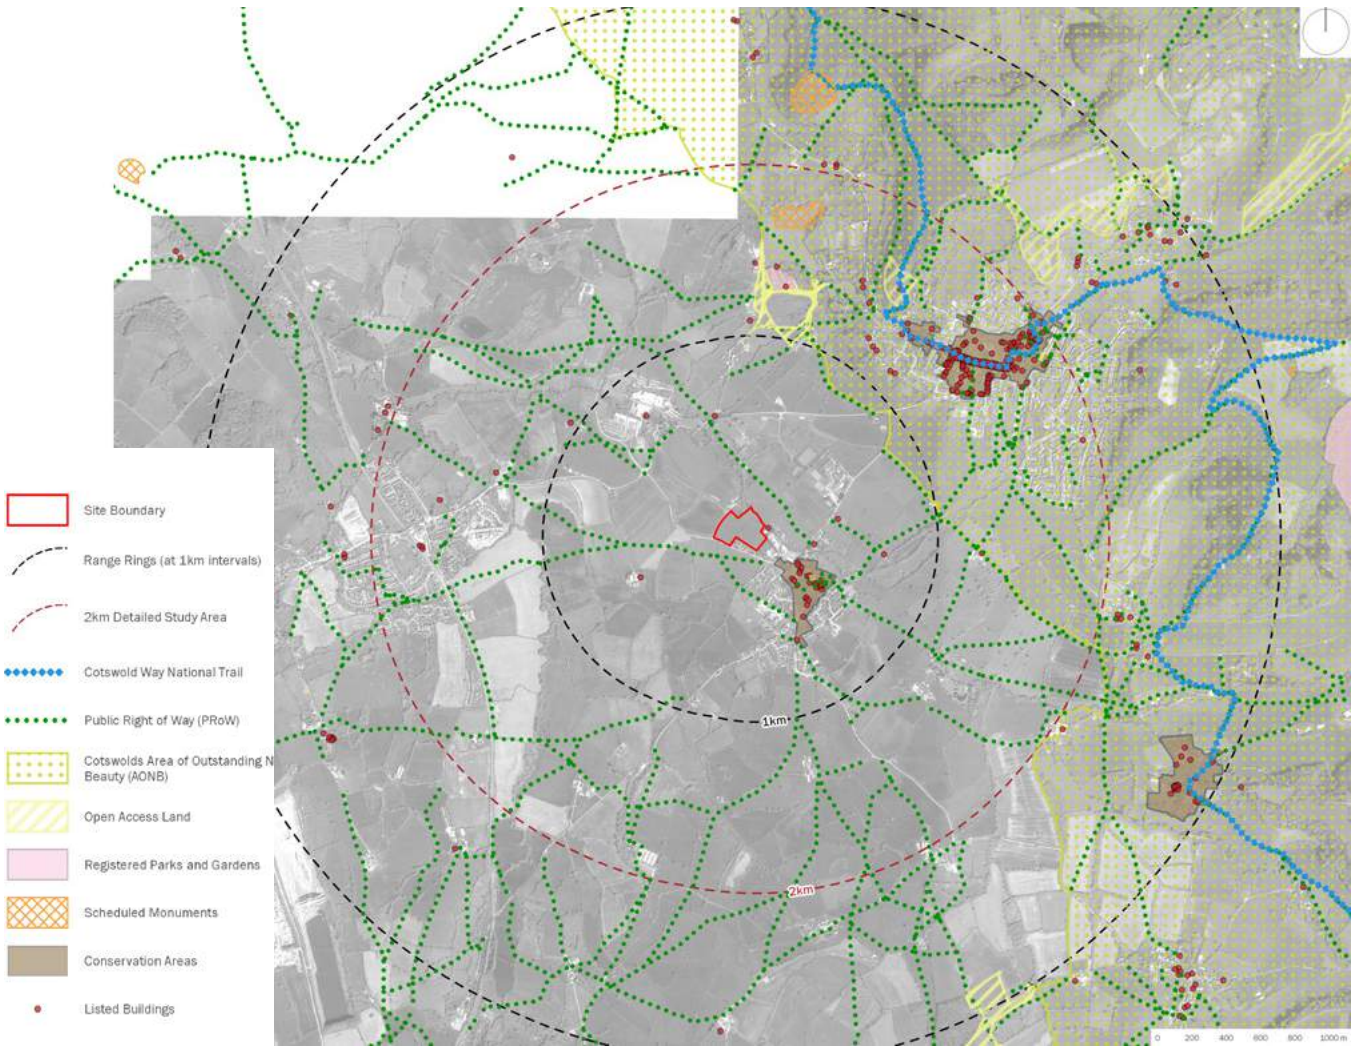 Site Boundary
Range Rings (at 1km intervals)
2km Detailed Study Area
Cotswold Way National Trail
Public Right of Way (PRoW)
Cotswolds Area of Outstanding N
Beauty (AONB)
Open Access Land
Registered Parks and Gardens
Scheduled Monuments
Conservation Areas
Listed Buildings
1km
2km
0 200 400 600 800 1000 m